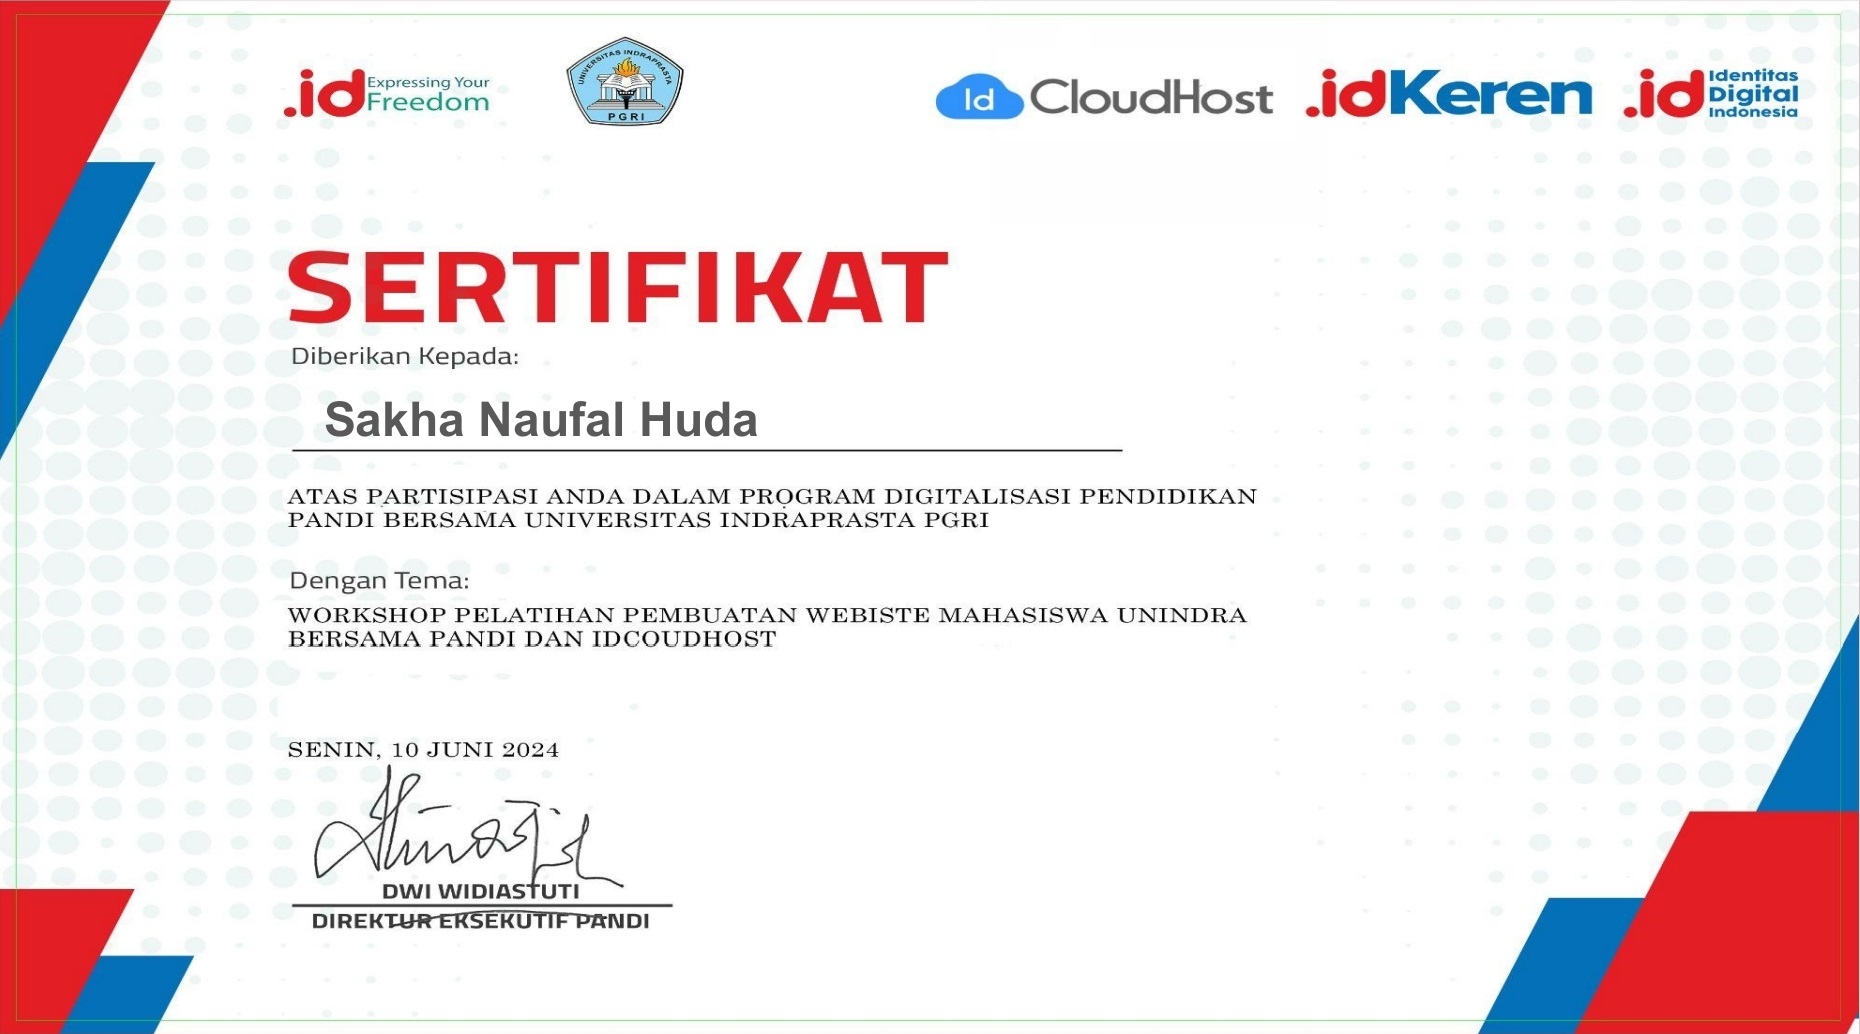 .id Expressing Your Freedom
UNIVERSITAS INDRAPRASTA
PGRI
Id CloudHost
.idKeren
.id Identitas Digital Indonesia
SERTIFIKAT
Diberikan Kepada:
Sakha Naufal Huda
ATAS PARTISIPASI ANDA DALAM PROGRAM DIGITALISASI PENDIDIKAN
PANDI BERSAMA UNIVERSITAS INDRAPRASTA PGRI
Dengan Tema:
WORKSHOP PELATIHAN PEMBUATAN WEBISTE MAHASISWA UNINDRA
BERSAMA PANDI DAN IDCOUDHOST
SENIN, 10 JUNI 2024
DWI WIDIASTUTI
DIREKTUR EKSEKUTIF PANDI